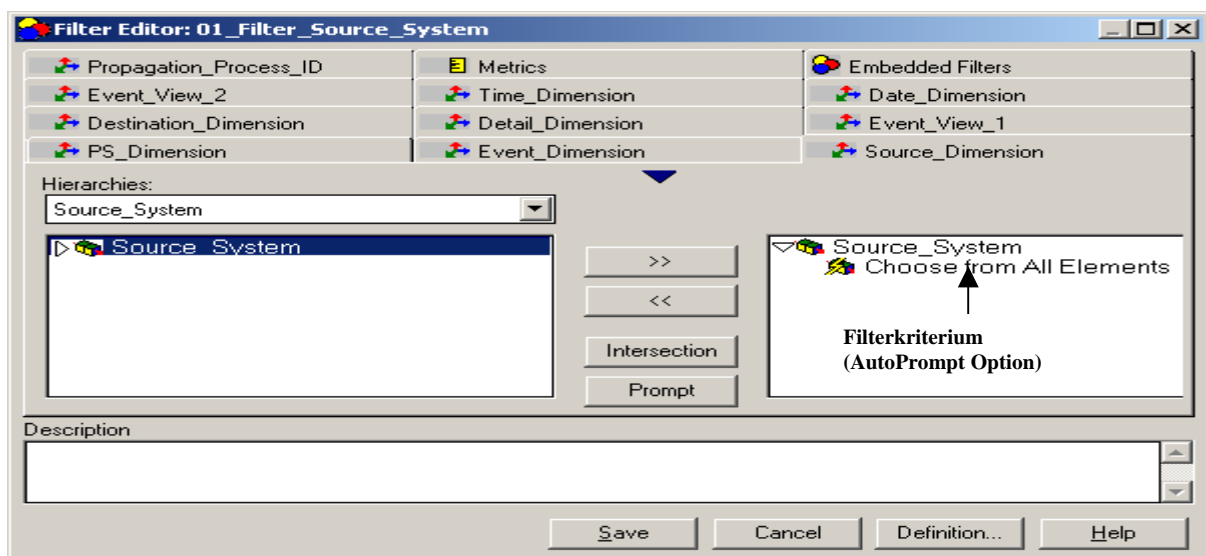 Filter Editor: 01_Filter_Source_System
Propagation_Process_ID
Metrics
Embedded Filters
Event_View_2
Time_Dimension
Date_Dimension
Destination_Dimension
Detail_Dimension
Event_View_1
PS_Dimension
Event_Dimension
Source_Dimension
Hierarchies:
Source_System
Source_System
>>
<<
Intersection
Prompt
Source_System
Choose from All Elements
Filterkriterium
(AutoPrompt Option)
Description
Save
Cancel
Definition...
Help